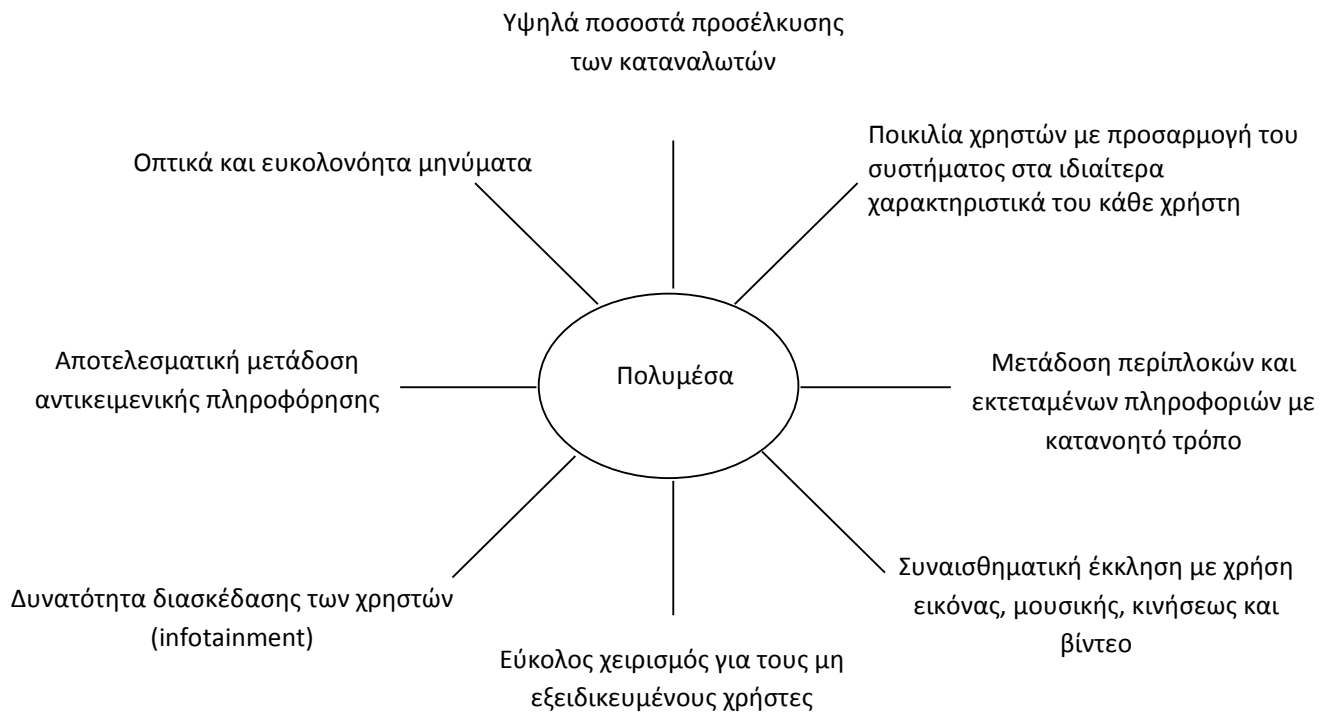 Υψηλά ποσοστά προσέλκυσης
των καταναλωτών
Οπτικά και ευκολονόητα μηνύματα
Ποικιλία χρηστών με προσαρμογή του
συστήματος στα ιδιαίτερα
χαρακτηριστικά του κάθε χρήστη
Αποτελεσματική μετάδοση
αντικειμενικής πληροφόρησης
Πολυμέσα
Μετάδοση περίπλοκών και
εκτεταμένων πληροφοριών με
κατανοητό τρόπο
Δυνατότητα διασκέδασης των χρηστών
(infotainment)
Εύκολος χειρισμός για τους μη
εξειδικευμένους χρήστες
Συναισθηματική έκκληση με χρήση
εικόνας, μουσικής, κινήσεως και
βίντεο